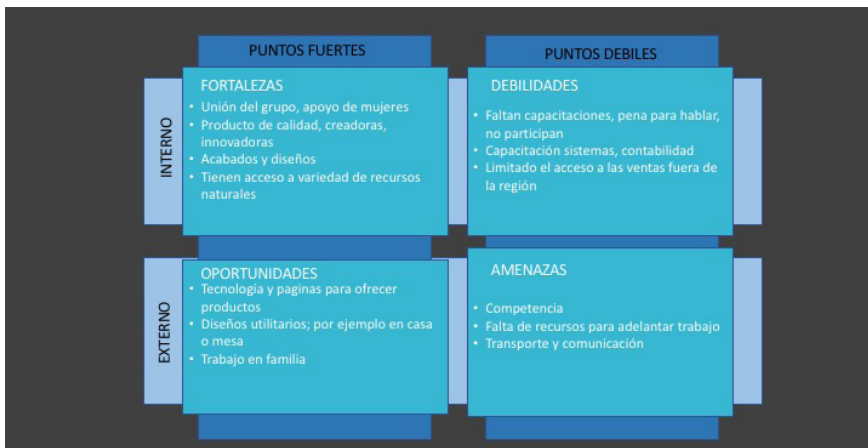 PUNTOS FUERTES
PUNTOS DEBILES
INTERNO
FORTALEZAS
• Unión del grupo, apoyo de mujeres
• Producto de calidad, creadoras,
innovadoras
• Acabados y diseños
• Tienen acceso a variedad de recursos
naturales
DEBILIDADES
• Faltan capacitaciones, pena para hablar,
no participan
• Capacitación sistemas, contabilidad
• Limitado el acceso a las ventas fuera de
la región
EXTERNO
OPORTUNIDADES
• Tecnología y paginas para ofrecer
productos
• Diseños utilitarios; por ejemplo en casa
o mesa
• Trabajo en familia
AMENAZAS
• Competencia
• Falta de recursos para adelantar trabajo
• Transporte y comunicación